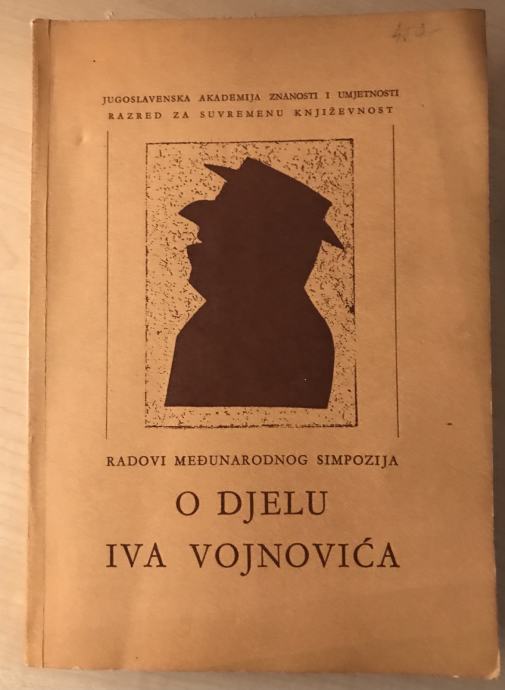 JUGOSLAVENSKA AKADEMIJA ZNANOSTI I UMJETNOSTI
RAZRED ZA SUVREMENU KNJIŽEVNOST
RADOVI MEĐUNARODNOG SIMPOZIJA
O DJELU
IVA VOJNOVIĆA